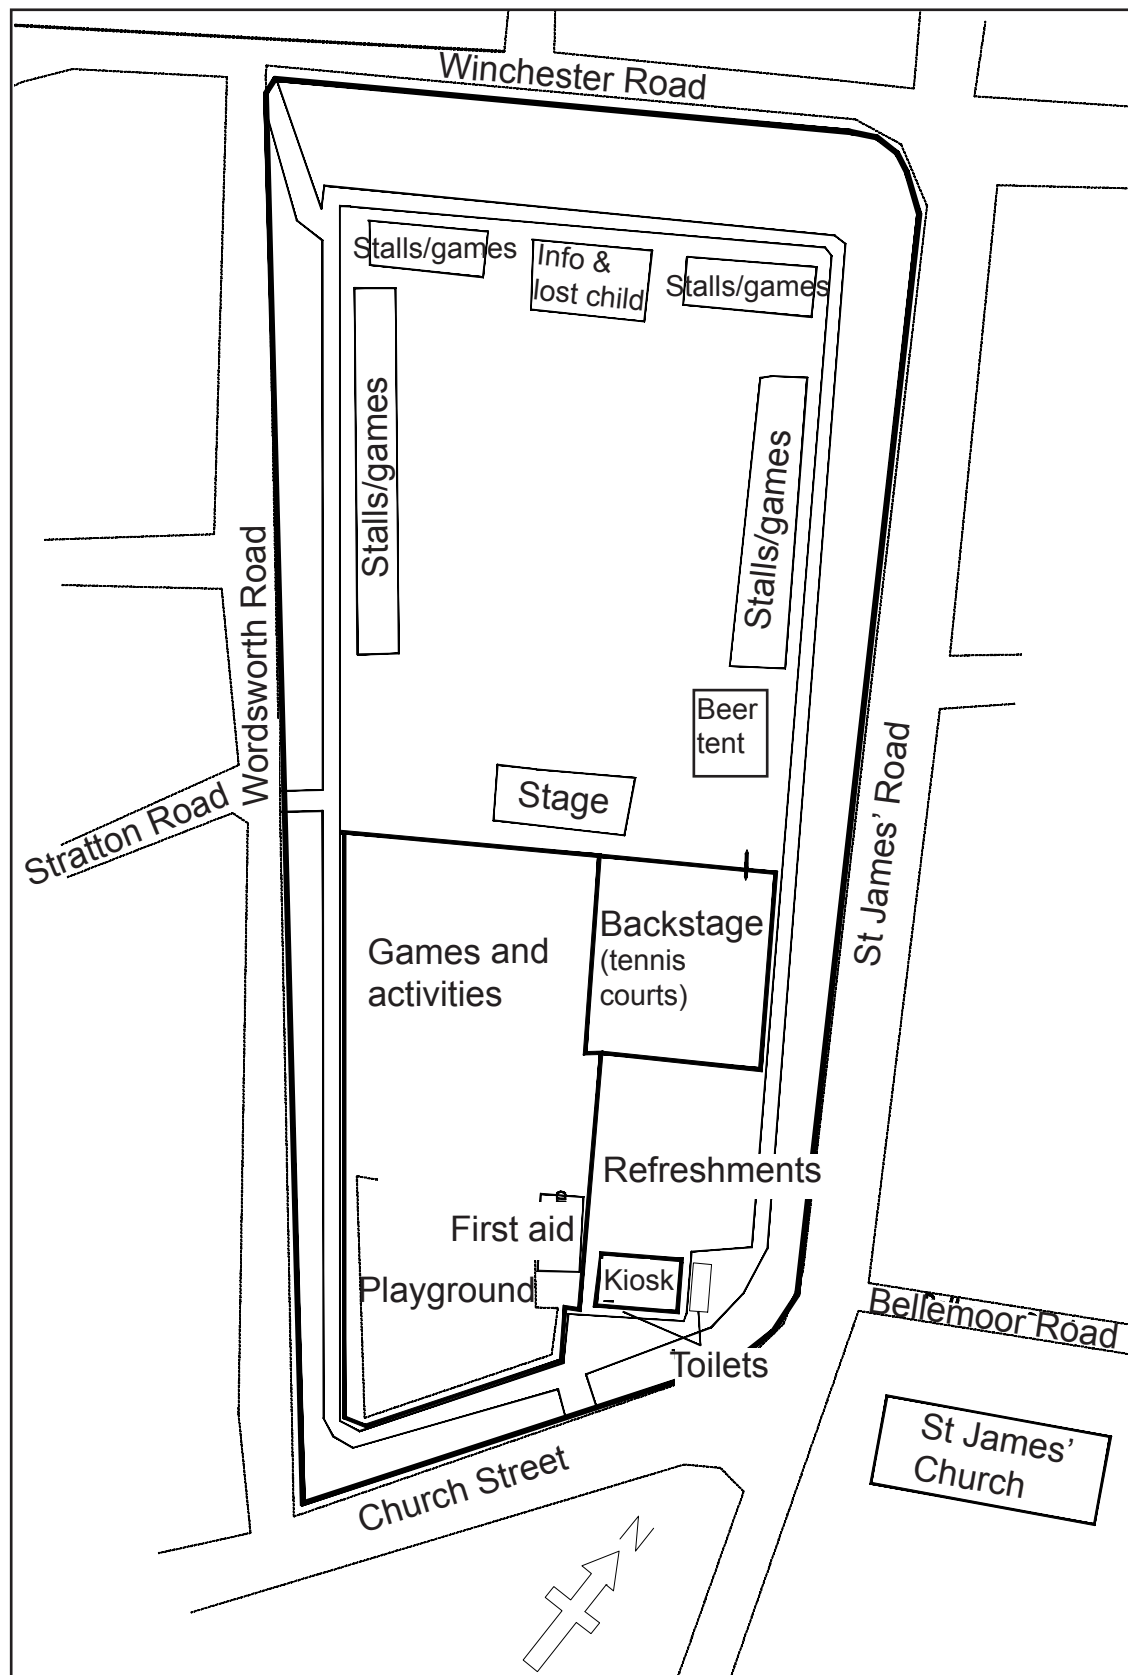 Winchester Road
Stalls/games
Info &
lost child
Stalls/games
Stalls/games
Stalls/games
Wordsworth Road
Beer
tent
St James' Road
Stage
Stratton Road
Backstage
(tennis
courts)
Games and
activities
Refreshments
First aid
Kiosk
Playground
Bellemoor Road
Toilets
St James'
Church
Church Street
N